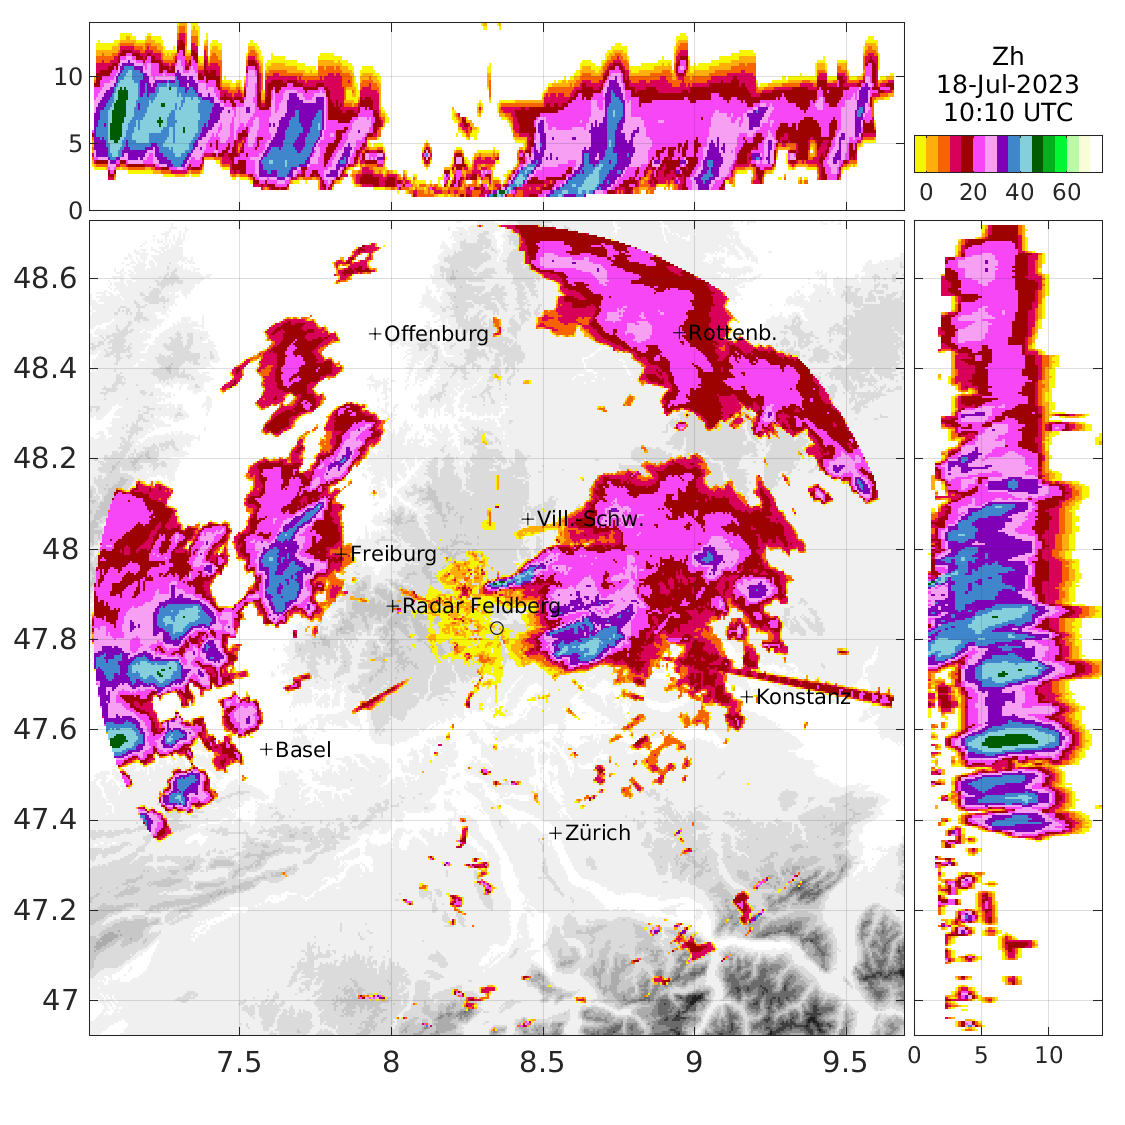 Zh
18-Jul-2023
10:10 UTC
10
5
0
0 20 40 60
48.6
48.4
48.2
48
47.8
47.6
47.4
47.2
47
+Offenburg
+Rottenb.
+Vill.-Schw.
+Freiburg
+Radar Feldberg
+Konstanz
+Basel
+Zürich
7.5 8 8.5 9 9.5
0 5 10